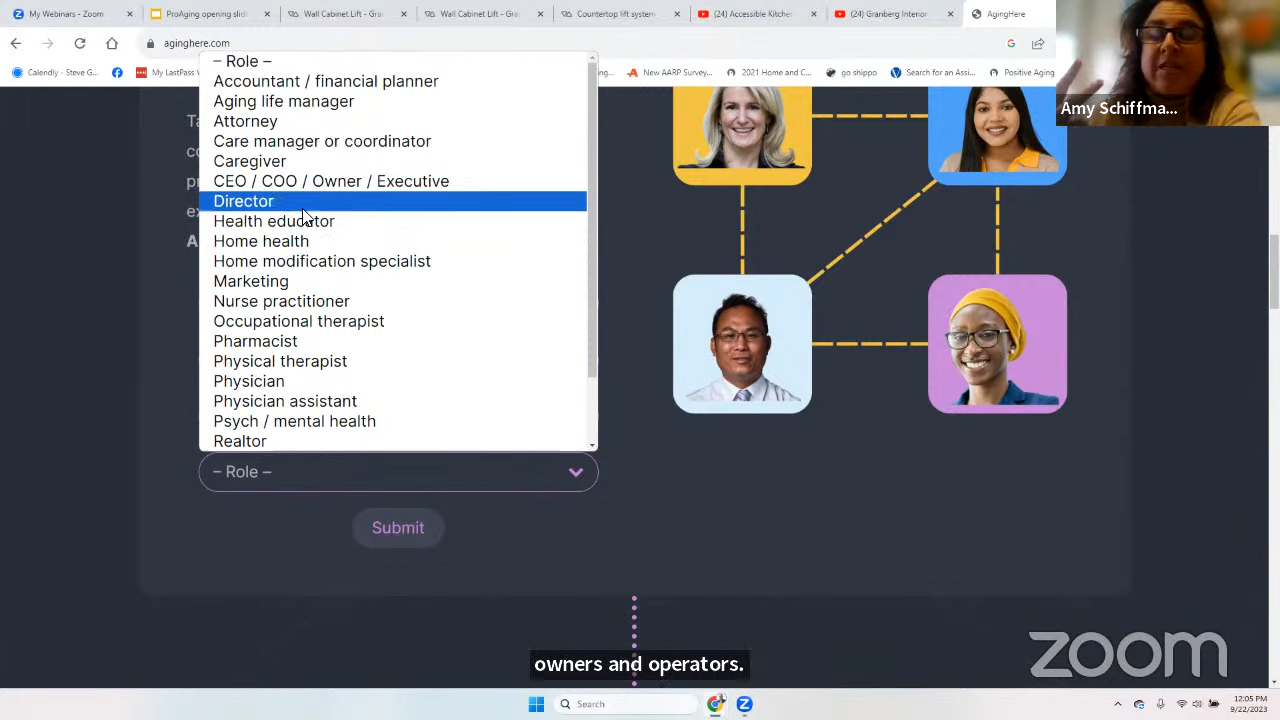 My Webinars - Zoom
ProAging opening slid
Wall Cabinet Lift - Gra
Wall Cabinet Lift - Gr
Countertop lift system
(24) Accessible Kitche
(24) Granberg Interior
AgingHere
aginghere.com
Calendly - Steve G...
My LastPass V
New AARP Survey...
2021 Home and C...
go shippo
Search for an Assi...
Positive Aging
Amy Schiffma...
– Role –
Accountant / financial planner
Aging life manager
Attorney
Care manager or coordinator
Caregiver
CEO / COO / Owner / Executive
Director
Health educator
Home health
Home modification specialist
Marketing
Nurse practitioner
Occupational therapist
Pharmacist
Physical therapist
Physician
Physician assistant
Psych / mental health
Realtor
– Role –
Submit
owners and operators.
zoom
Search
12:05 PM
9/22/2023